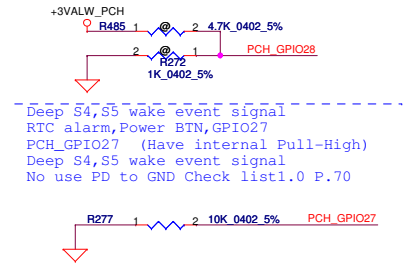 +3VALW_PCH
R485 1 @ 2 4.7K_0402_5%
2 @ 1 PCH_GPIO28
R272
1K_0402_5%
Deep S4,S5 wake event signal
RTC alarm,Power BTN,GPIO27
PCH_GPIO27 (Have internal Pull-High)
Deep S4,S5 wake event signal
No use PD to GND Check list1.0 P.70
R277 1 2 10K_0402_5% PCH_GPIO27